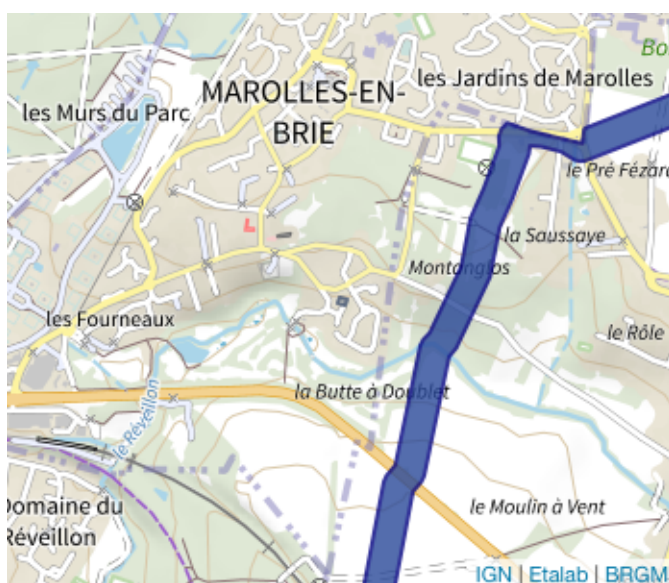 Bo
les Jardins de Marolles
MAROLLES-EN-
BRIE
les Murs du Parc
le Pré Fézard
la Saussaye
Montanglos
les Fourneaux
le Rôle
la Butte à Doublet
le Réveillon
le Moulin à Vent
Domaine du
Réveillon
IGN | Etalab | BRGM